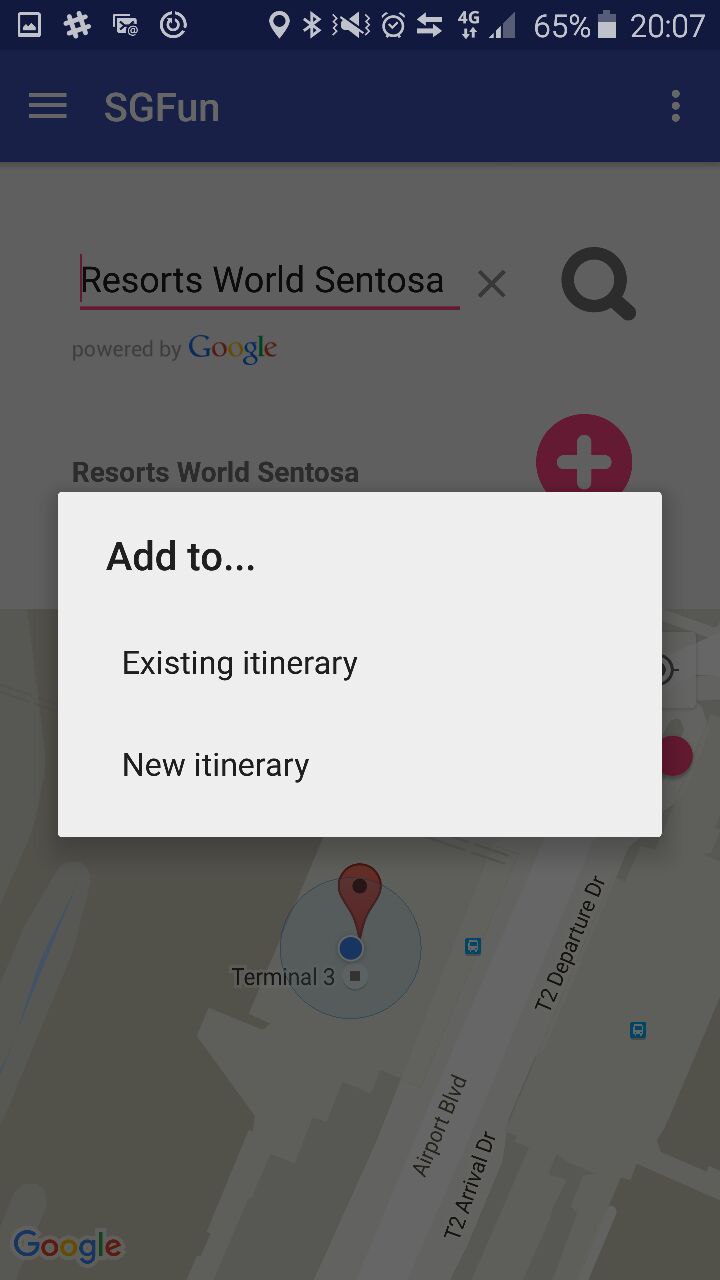 4G 65% 20:07
SGFun
Resorts World Sentosa
powered by Google
Resorts World Sentosa
Add to...
Existing itinerary
New itinerary
T2 Departure Dr
Terminal 3
Airport Blvd
T2 Arrival Dr
Google